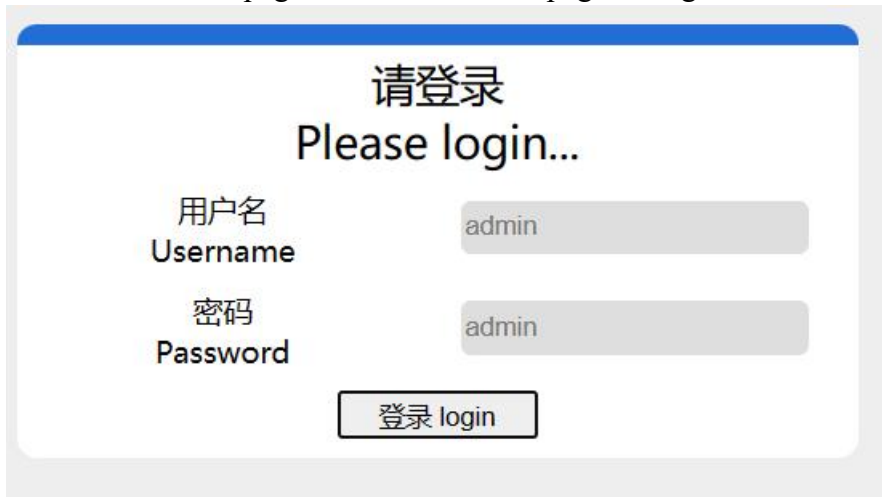 请登录
Please login...
用户名
Username
admin
密码
Password
admin
登录 login